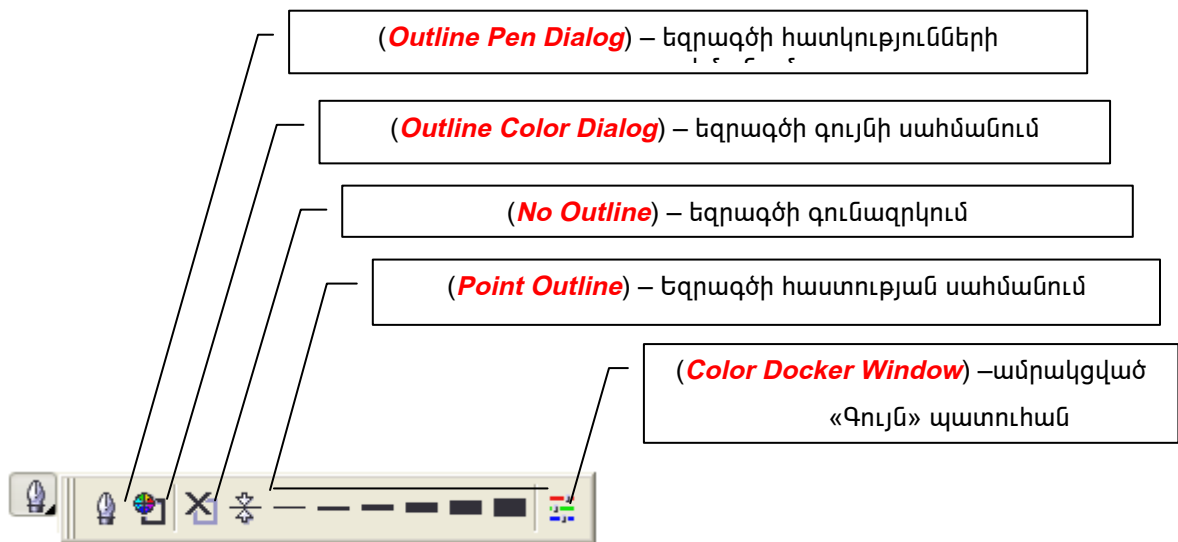 (Outline Pen Dialog) – եզրագծի հատկությունների
(Outline Color Dialog) – եզրագծի գույնի սահմանում
(No Outline) – եզրագծի գունազրկում
(Point Outline) – Եզրագծի հաստության սահմանում
(Color Docker Window) –ամրակցված
«Գույն» պատուհան